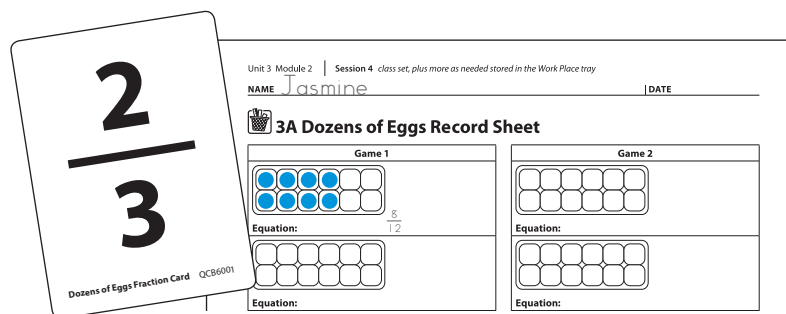 2
3
Dozens of Eggs Fraction Card QCB6001
Unit 3 Module 2 | Session 4 class set, plus more as needed stored in the Work Place tray
NAME Jasmine | DATE
3A Dozens of Eggs Record Sheet
Game 1
Equation:
8
12
Equation:
Game 2
Equation:
Equation: